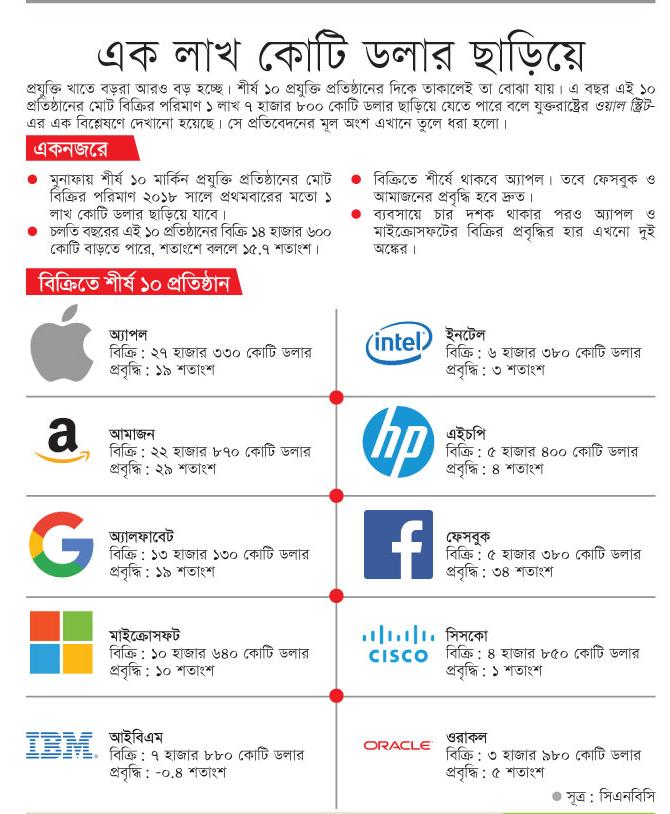 এক লাখ কোটি ডলার ছাড়িয়ে
প্রযুক্তি খাতে বড়রা আরও বড় হচ্ছে। শীর্ষ ১০ প্রযুক্তি প্রতিষ্ঠানের দিকে তাকালেই তা বোঝা যায়। এ বছর এই ১০
প্রতিষ্ঠানের মোট বিক্রির পরিমাণ ১ লাখ ৭ হাজার ৮০০ কোটি ডলার ছাড়িয়ে যেতে পারে বলে যুক্তরাষ্ট্রের ওয়াল স্ট্রিট-
এর এক বিশ্লেষণে দেখানো হয়েছে। সে প্রতিবেদনের মূল অংশ এখানে তুলে ধরা হলো।
একনজরে
মুনাফায় শীর্ষ ১০ মার্কিন প্রযুক্তি প্রতিষ্ঠানের মোট
বিক্রির পরিমাণ ২০১৮ সালে প্রথমবারের মতো ১
লাখ কোটি ডলার ছাড়িয়ে যাবে।
চলতি বছরের এই ১০ প্রতিষ্ঠানের বিক্রি ১৪ হাজার ৬০০
কোটি বাড়তে পারে, শতাংশে বললে ১৫.৭ শতাংশ।
বিক্রিতে শীর্ষে থাকবে অ্যাপল। তবে ফেসবুক ও
আমাজনের প্রবৃদ্ধি হবে দ্রুত।
ব্যবসায়ে চার দশক থাকার পরও অ্যাপল ও
মাইক্রোসফটের বিক্রির প্রবৃদ্ধির হার এখনো দুই
অঙ্কের।
বিক্রিতে শীর্ষ ১০ প্রতিষ্ঠান
অ্যাপল
বিক্রি : ২৭ হাজার ৩৩০ কোটি ডলার
প্রবৃদ্ধি : ১৯ শতাংশ
intel
ইনটেল
বিক্রি : ৬ হাজার ৩৮০ কোটি ডলার
প্রবৃদ্ধি : ৩ শতাংশ
a
আমাজন
বিক্রি : ২২ হাজার ৮৭০ কোটি ডলার
প্রবৃদ্ধি : ২৯ শতাংশ
hp
এইচপি
বিক্রি : ৫ হাজার ৪০০ কোটি ডলার
প্রবৃদ্ধি : ৪ শতাংশ
G
অ্যালফাবেট
বিক্রি : ১৩ হাজার ১৩০ কোটি ডলার
প্রবৃদ্ধি : ১৯ শতাংশ
f
ফেসবুক
বিক্রি : ৫ হাজার ৩৮০ কোটি ডলার
প্রবৃদ্ধি : ৩৪ শতাংশ
মাইক্রোসফট
বিক্রি : ১০ হাজার ৬৪০ কোটি ডলার
প্রবৃদ্ধি : ১০ শতাংশ
CISCO
সিসকো
বিক্রি : ৪ হাজার ৮৫০ কোটি ডলার
প্রবৃদ্ধি : ১ শতাংশ
IBM
আইবিএম
বিক্রি : ৭ হাজার ৮৮০ কোটি ডলার
প্রবৃদ্ধি : -০.৪ শতাংশ
ORACLE
ওরাকল
বিক্রি : ৩ হাজার ৯৮০ কোটি ডলার
প্রবৃদ্ধি : ৫ শতাংশ
সূত্র : সিএনবিসি